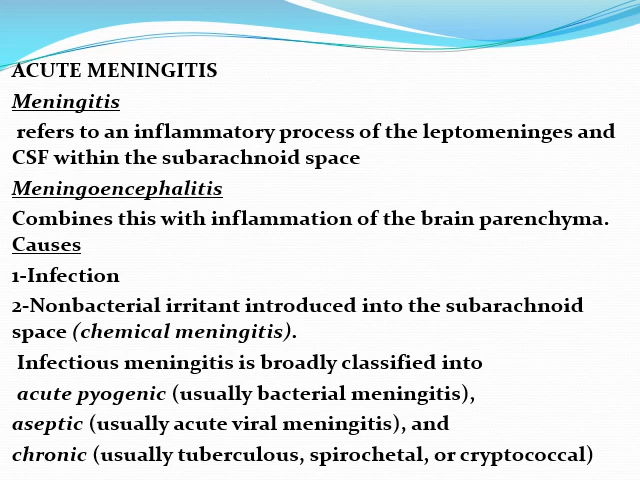 ACUTE MENINGITIS
Meningitis
refers to an inflammatory process of the leptomeninges and
CSF within the subarachnoid space
Meningoencephalitis
Combines this with inflammation of the brain parenchyma.
Causes
1-Infection
2-Nonbacterial irritant introduced into the subarachnoid
space (chemical meningitis).
Infectious meningitis is broadly classified into
acute pyogenic (usually bacterial meningitis),
aseptic (usually acute viral meningitis), and
chronic (usually tuberculous, spirochetal, or cryptococcal)